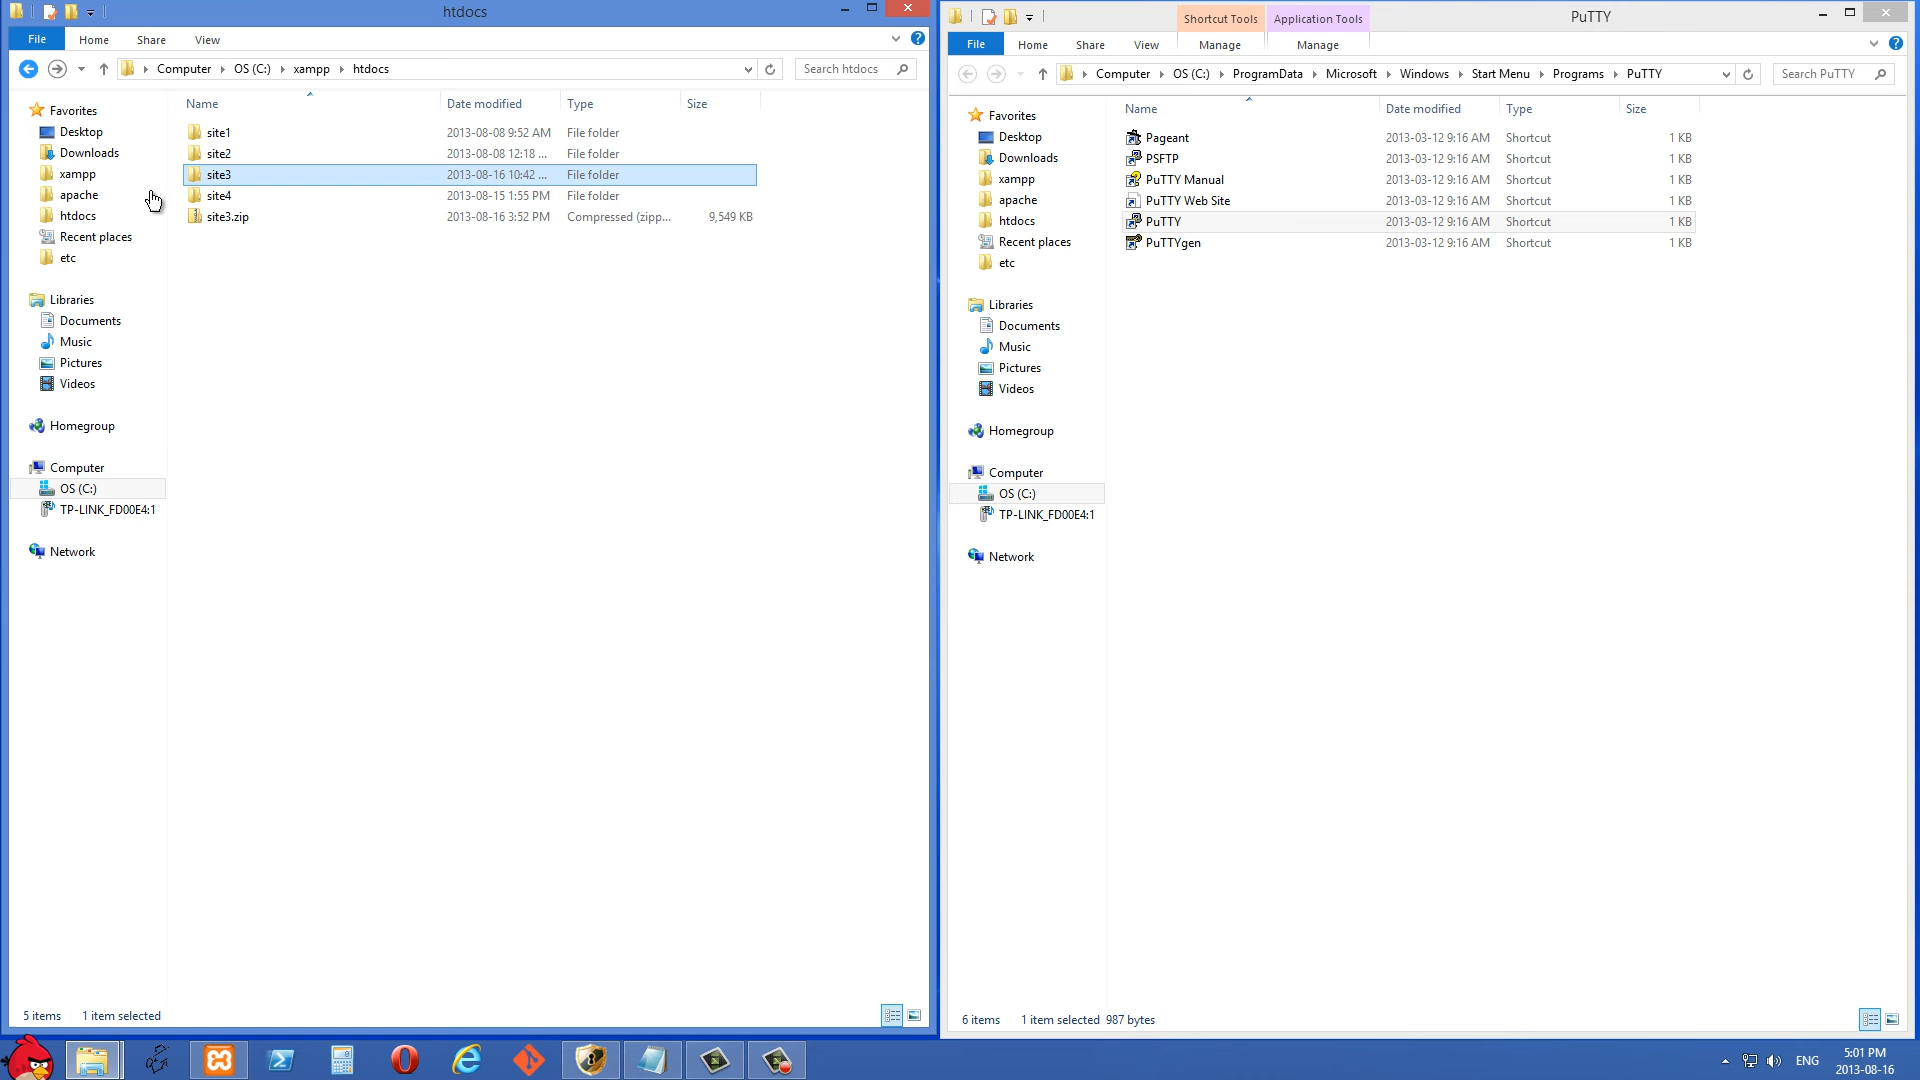 htdocs
File Home Share View
Computer OS (C:) xampp htdocs Search htdocs
Name Date modified Type Size
Favorites
Desktop
Downloads
xampp
apache
htdocs
Recent places
etc
Libraries
Documents
Music
Pictures
Videos
Homegroup
Computer
OS (C:)
TP-LINK_FD00E4:1
Network
site1 2013-08-08 9:52 AM File folder
site2 2013-08-08 12:18 ... File folder
site3 2013-08-16 10:42 ... File folder
site4 2013-08-15 1:55 PM File folder
site3.zip 2013-08-16 3:52 PM Compressed (zipp... 9,549 KB
5 items 1 item selected
Shortcut Tools Application Tools PuTTY
File Home Share View Manage Manage
Computer OS (C:) ProgramData Microsoft Windows Start Menu Programs PuTTY Search PuTTY
Name Date modified Type Size
Favorites
Desktop
Downloads
xampp
apache
htdocs
Recent places
etc
Libraries
Documents
Music
Pictures
Videos
Homegroup
Computer
OS (C:)
TP-LINK_FD00E4:1
Network
Pageant 2013-03-12 9:16 AM Shortcut 1 KB
PSFTP 2013-03-12 9:16 AM Shortcut 1 KB
PuTTY Manual 2013-03-12 9:16 AM Shortcut 1 KB
PuTTY Web Site 2013-03-12 9:16 AM Shortcut 1 KB
PuTTY 2013-03-12 9:16 AM Shortcut 1 KB
PuTTYgen 2013-03-12 9:16 AM Shortcut 1 KB
6 items 1 item selected 987 bytes
ENG
5:01 PM
2013-08-16